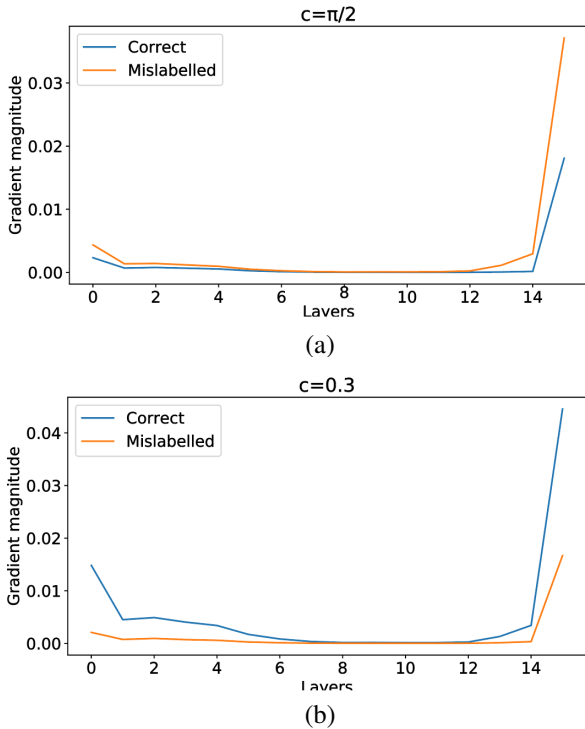 c=π/2
Correct
Mislabelled
Gradient magnitude
0.03
0.02
0.01
0.00
0 2 4 6 8 10 12 14
Layers
(a)
c=0.3
Correct
Mislabelled
Gradient magnitude
0.04
0.03
0.02
0.01
0.00
0 2 4 6 8 10 12 14
Layers
(b)